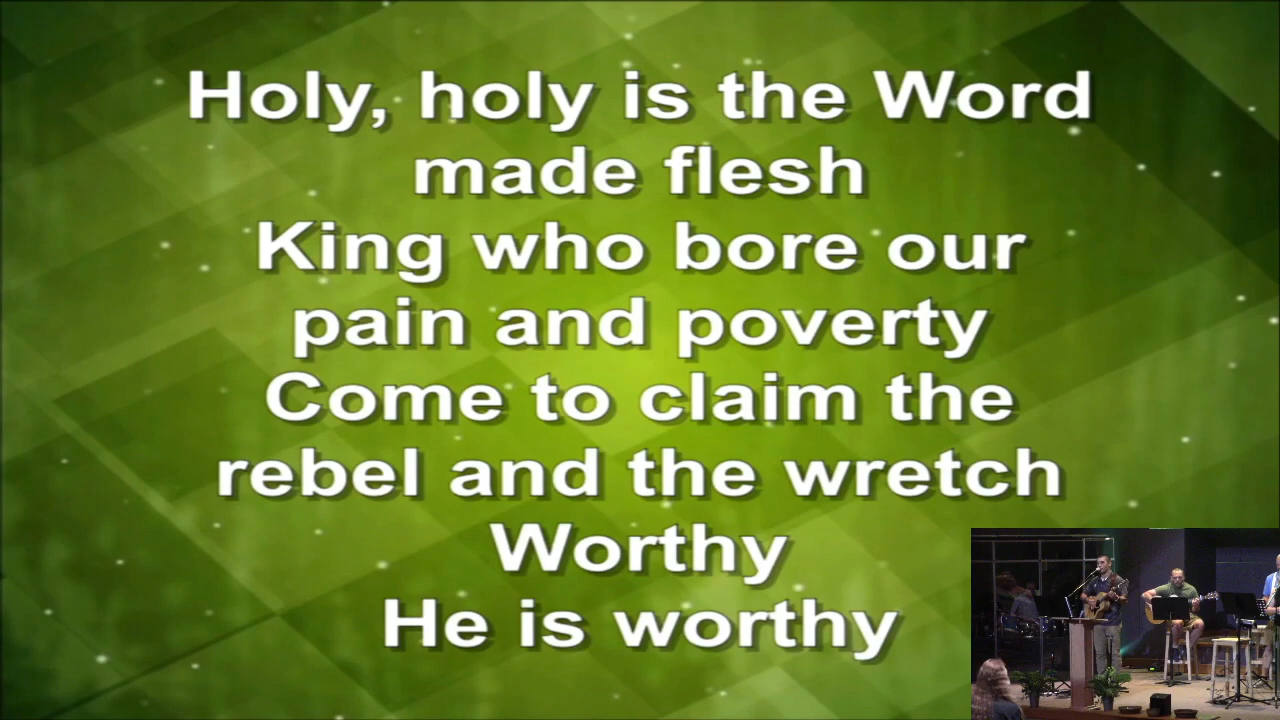 Holy, holy is the Word
made flesh
King who bore our
pain and poverty
Come to claim the
rebel and the wretch
Worthy
He is worthy